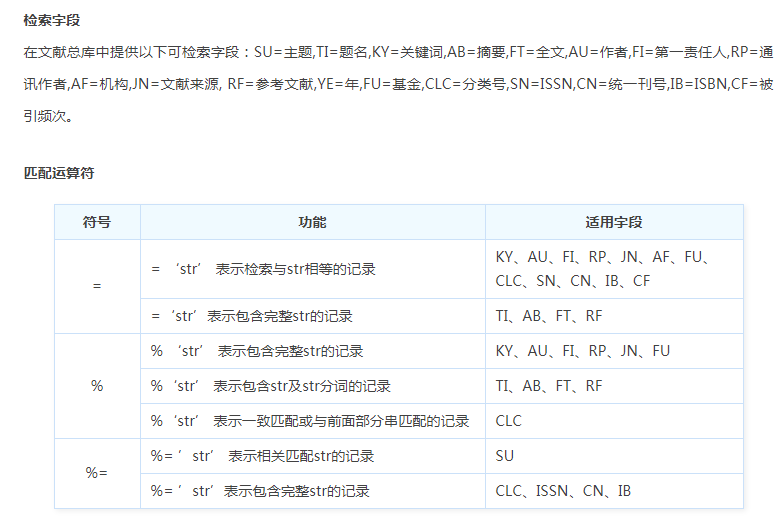 检索字段
在文献总库中提供以下可检索字段：SU=主题,TI=题名,KY=关键词,AB=摘要,FT=全文,AU=作者,FI=第一责任人,RP=通
讯作者,AF=机构,JN=文献来源, RF=参考文献,YE=年,FU=基金,CLC=分类号,SN=ISSN,CN=统一刊号,IB=ISBN,CF=被
引频次。
匹配运算符
符号 功能 适用字段
=
= ‘str’ 表示检索与str相等的记录
KY、AU、FI、RP、JN、AF、FU、
CLC、SN、CN、IB、CF
= ‘str’ 表示包含完整str的记录
TI、AB、FT、RF
%
% ‘str’ 表示包含完整str的记录
KY、AU、FI、RP、JN、FU
% ‘str’ 表示包含str及str分词的记录
TI、AB、FT、RF
% ‘str’ 表示一致匹配或与前面部分串匹配的记录
CLC
%=
%= ’str’ 表示相关匹配str的记录
SU
%= ’str’ 表示包含完整str的记录
CLC、ISSN、CN、IB